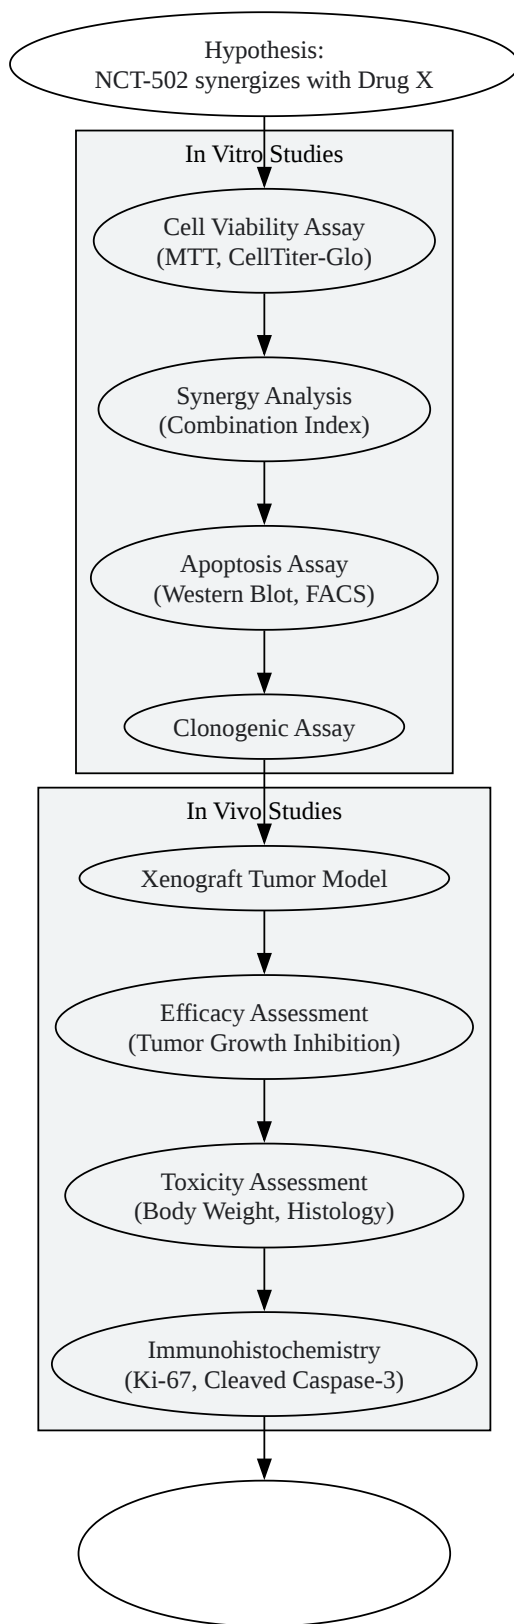 Hypothesis:
NCT-502 synergizes with Drug X
In Vitro Studies
Cell Viability Assay
(MTT, CellTiter-Glo)
Synergy Analysis
(Combination Index)
Apoptosis Assay
(Western Blot, FACS)
Clonogenic Assay
In Vivo Studies
Xenograft Tumor Model
Efficacy Assessment
(Tumor Growth Inhibition)
Toxicity Assessment
(Body Weight, Histology)
Immunohistochemistry
(Ki-67, Cleaved Caspase-3)